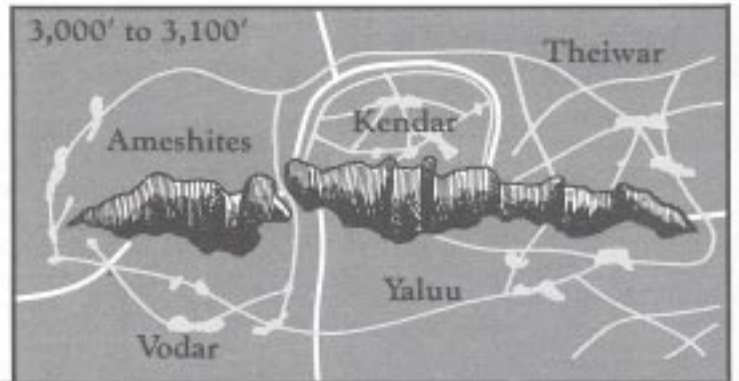 3,000' to 3,100'
Theiwar
Kendar
Ameshites
Yaluu
Vodar